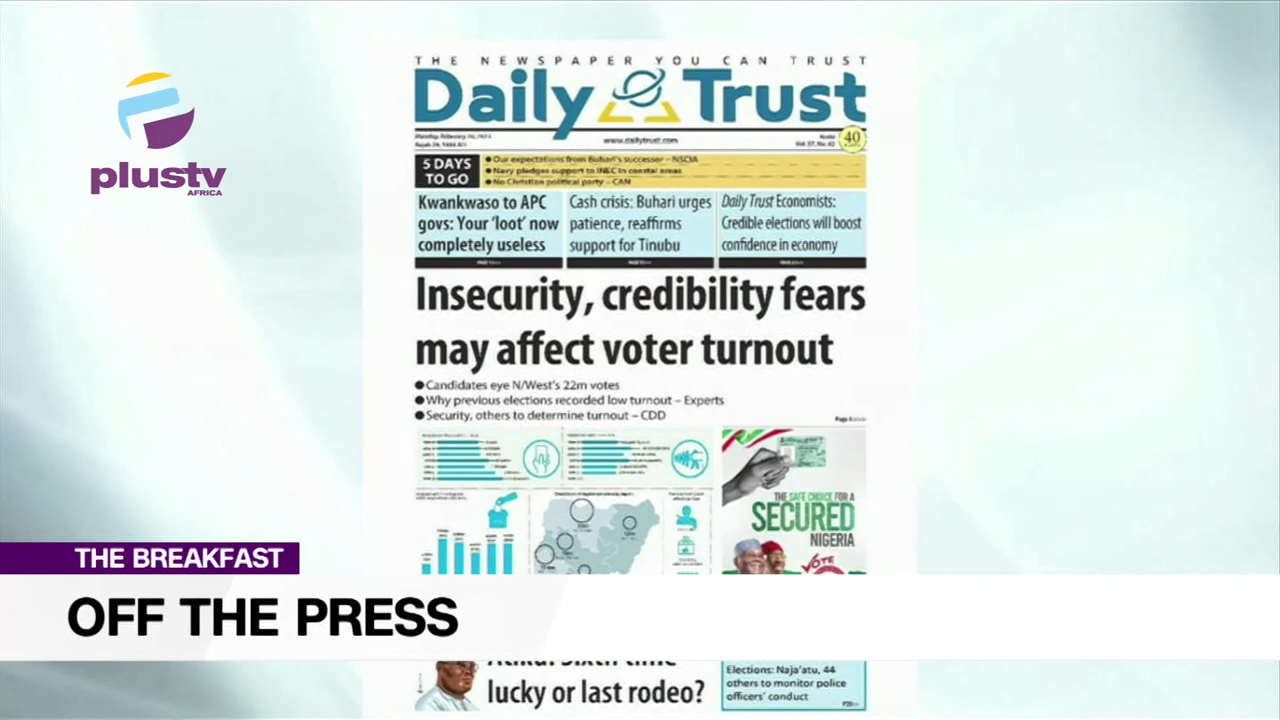 plustv
AFRICA
THE NEWSPAPER YOU CAN TRUST
Daily Trust
Monday, February 20, 2023
www.dailytrust.com
40
5 DAYS
TO GO
Our expectations from Buhari's successor – NSCIA
Navy pledges support to INEC in coastal areas
No Christian political party – CAN
Kwankwaso to APC
govs: Your 'loot' now
completely useless
Cash crisis: Buhari urges
patience, reaffirms
support for Tinubu
Daily Trust Economists:
Credible elections will boost
confidence in economy
Insecurity, credibility fears
may affect voter turnout
●Candidates eye N/West's 22m votes
●Why previous elections recorded low turnout – Experts
●Security, others to determine turnout – CDD
THE SAFE CHOICE FOR A
SECURED
NIGERIA
VOTE
THE BREAKFAST
OFF THE PRESS
lucky or last rodeo?
Elections: Naja'atu, 44
others to monitor police
officers' conduct